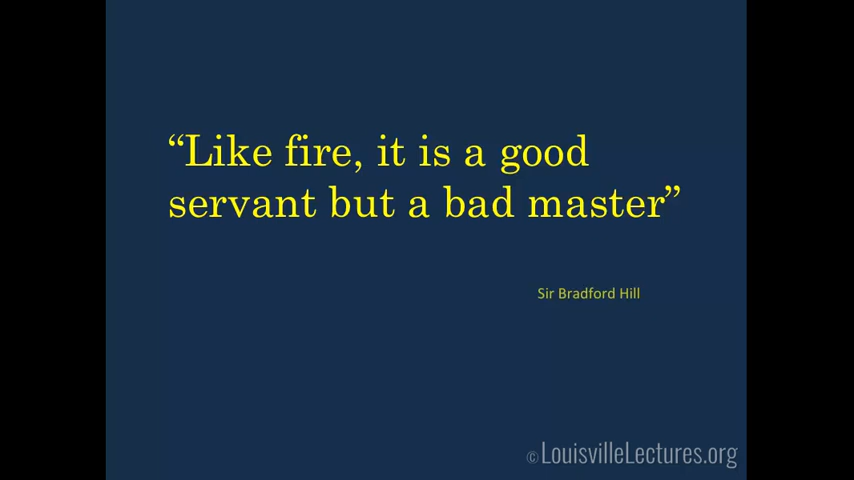 “Like fire, it is a good
servant but a bad master”
Sir Bradford Hill
© LouisvilleLectures.org